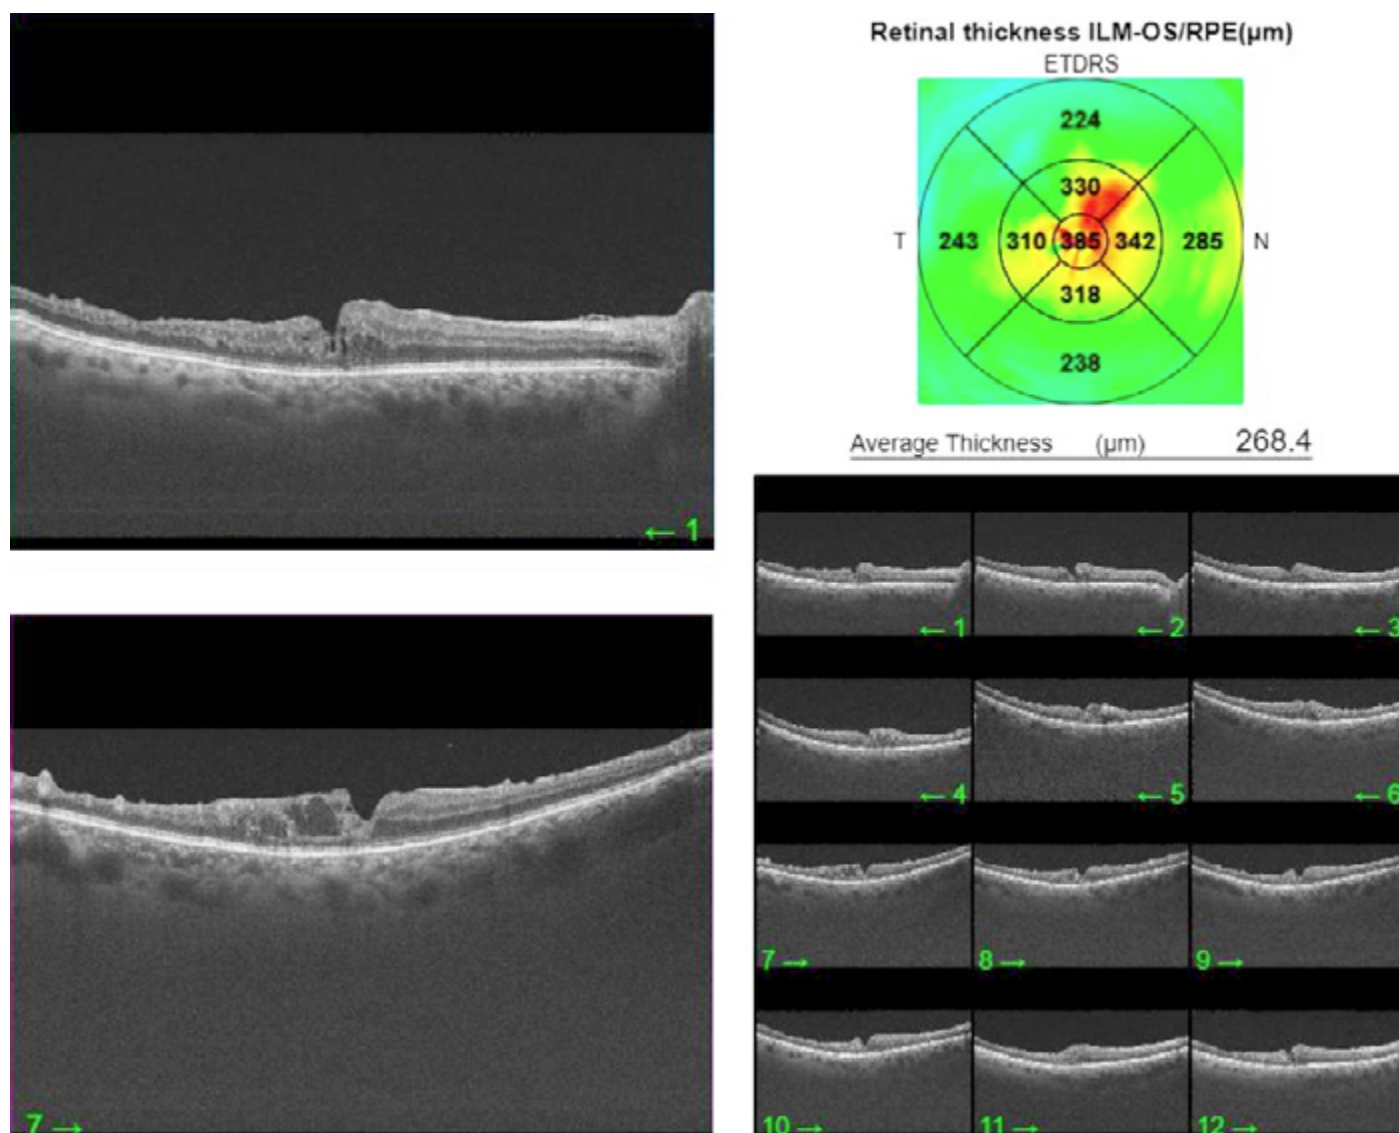 Retinal thickness ILM-OS/RPE(µm)
ETDRS
224
330
T 243 310 385 342 285 N
318
238
Average Thickness (µm) 268.4
← 1
← 1 ← 2 ← 3
← 4 ← 5 ← 6
7 → 8 → 9 →
10 → 11 → 12 →
7 →